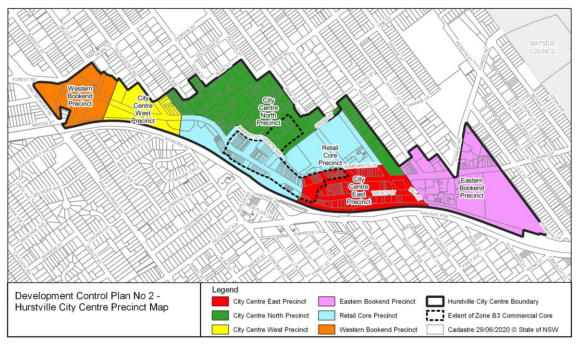 BAYSIDE
COUNCIL
FOREST RD
Western
Bookend
Precinct
City
Centre
West
Precinct
City
Centre
North
Precinct
Retail
Core
Precinct
City
Centre
East
Precinct
Eastern
Bookend
Precinct
Development Control Plan No 2 -
Hurstville City Centre Precinct Map
Legend
City Centre East Precinct
City Centre North Precinct
City Centre West Precinct
Eastern Bookend Precinct
Retail Core Precinct
Western Bookend Precinct
Hurstville City Centre Boundary
Extent of Zone B3 Commercial Core
Cadastre 29/06/2020 © State of NSW